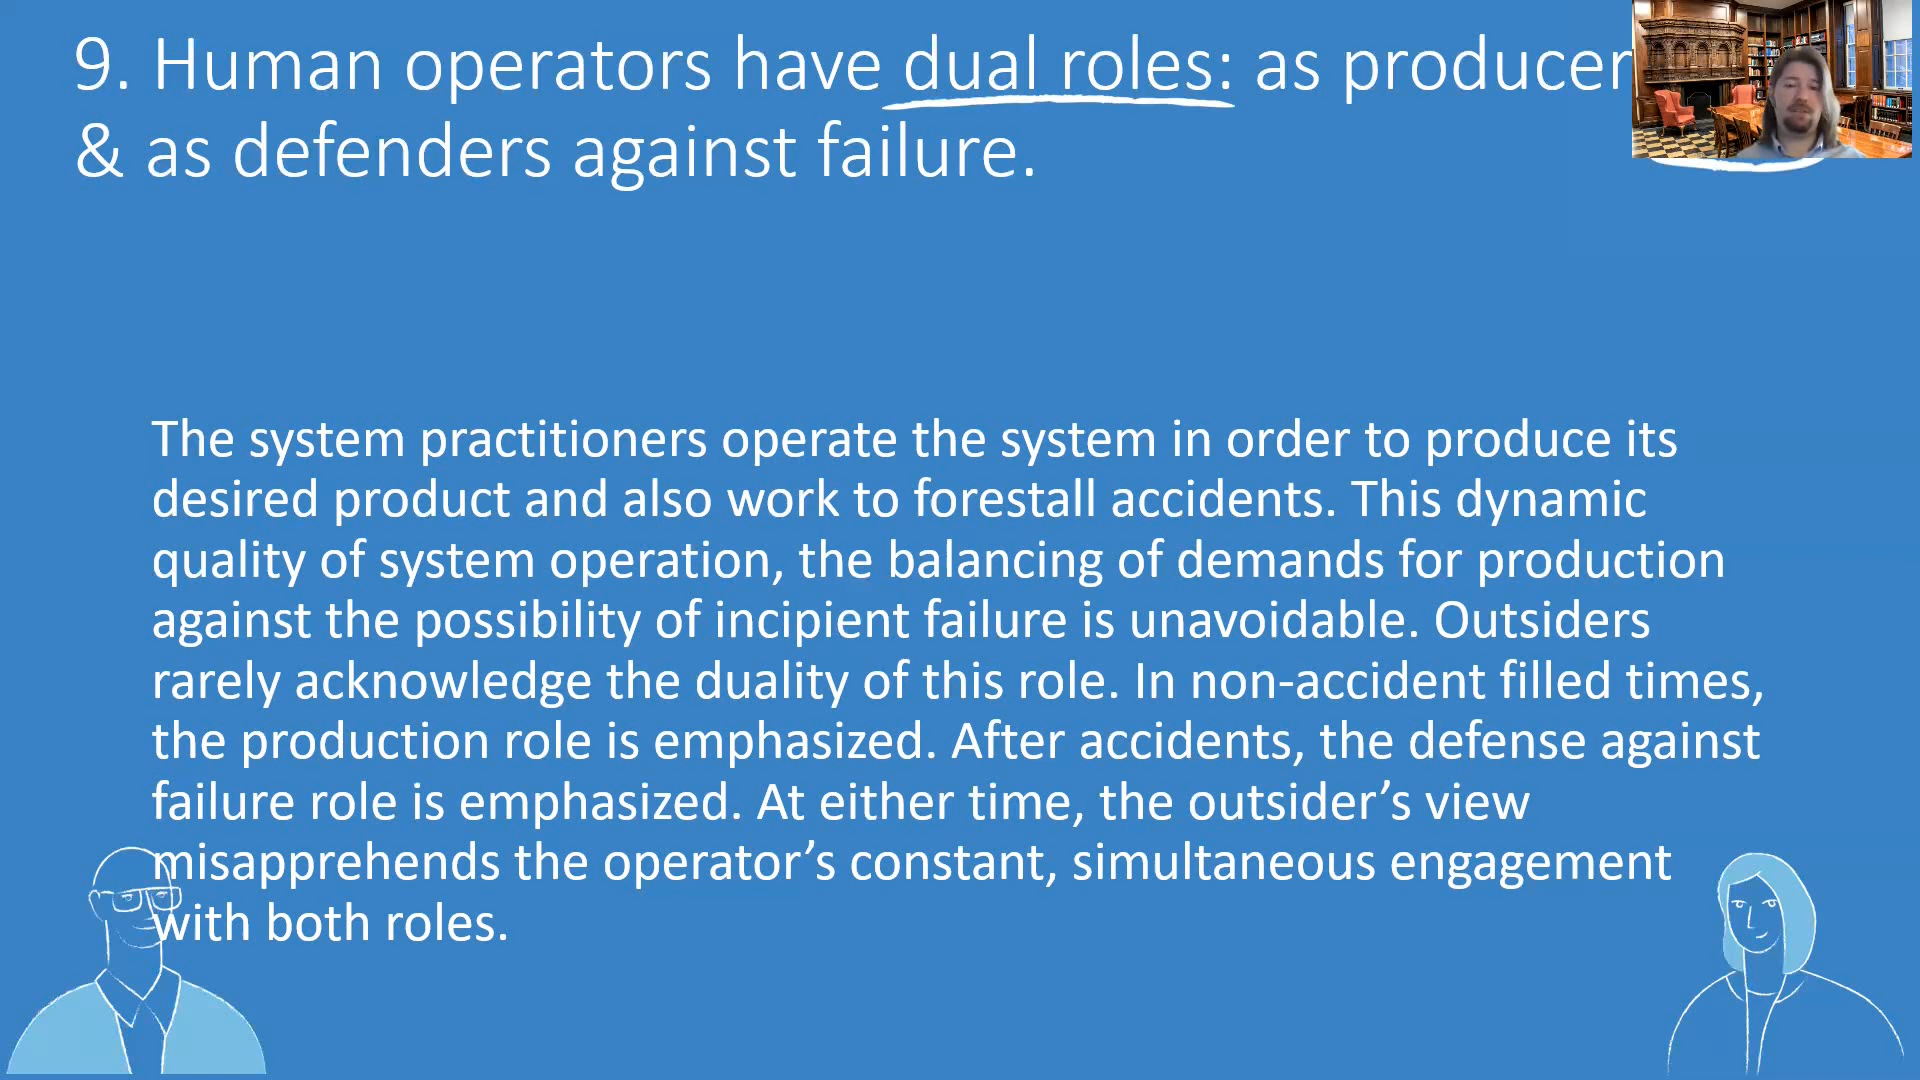 9. Human operators have dual roles: as producer
& as defenders against failure.
The system practitioners operate the system in order to produce its
desired product and also work to forestall accidents. This dynamic
quality of system operation, the balancing of demands for production
against the possibility of incipient failure is unavoidable. Outsiders
rarely acknowledge the duality of this role. In non-accident filled times,
the production role is emphasized. After accidents, the defense against
failure role is emphasized. At either time, the outsider’s view
misapprehends the operator’s constant, simultaneous engagement
with both roles.